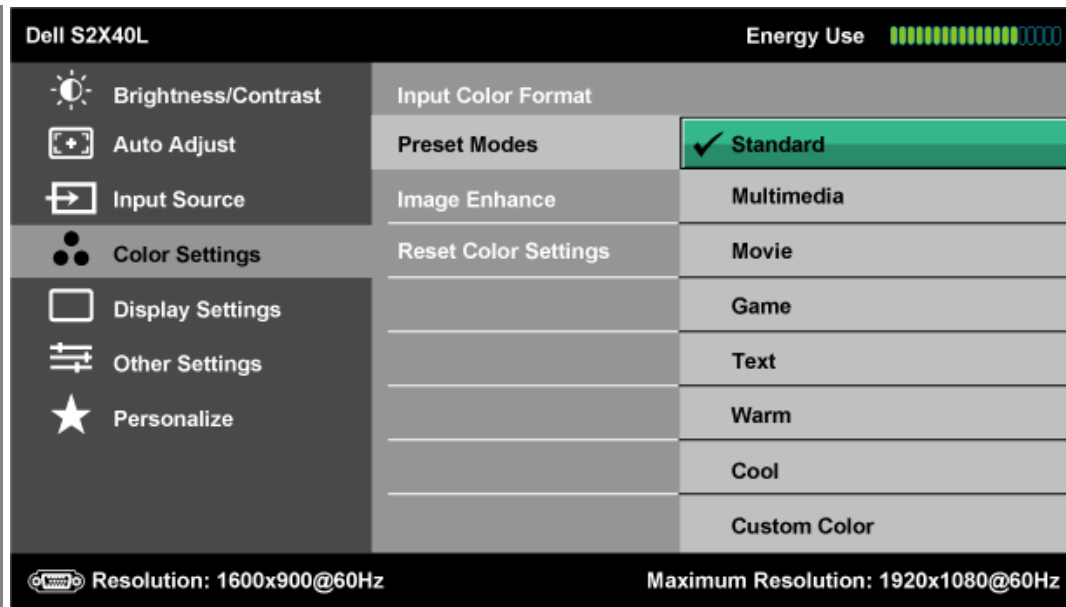 Dell S2X40L Energy Use
Brightness/Contrast Input Color Format
Auto Adjust Preset Modes Standard
Input Source Image Enhance Multimedia
Color Settings Reset Color Settings Movie
Display Settings Game
Other Settings Text
Personalize Warm
Cool
Custom Color
Resolution: 1600x900@60Hz Maximum Resolution: 1920x1080@60Hz